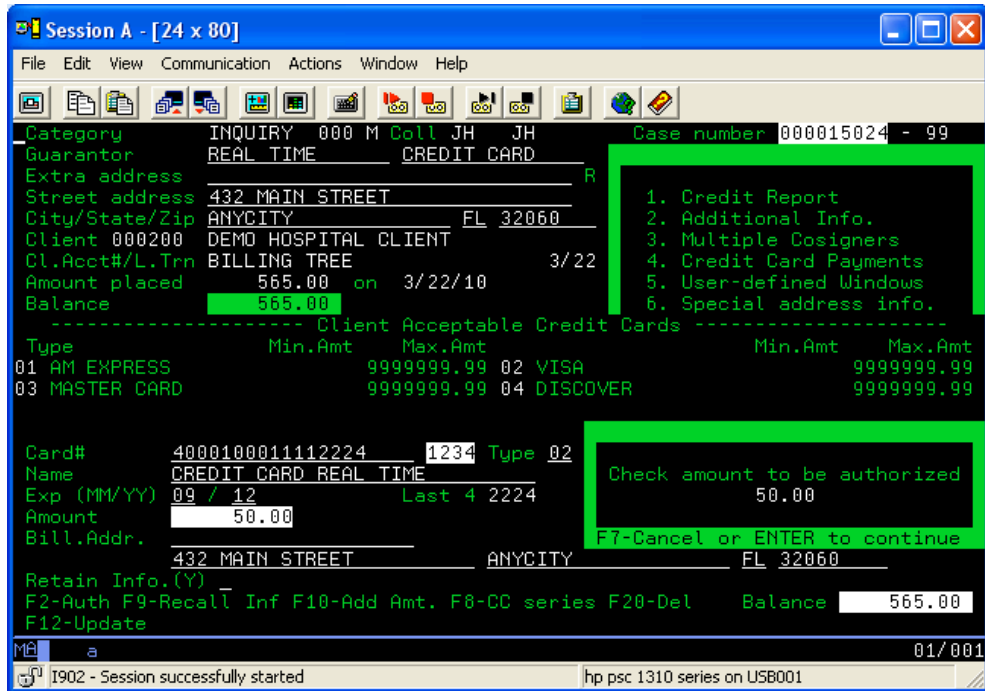 Session A - [24 x 80]
File Edit View Communication Actions Window Help
Category INQUIRY 000 M Coll JH JH Case number 000015024 - 99
Guarantor REAL TIME CREDIT CARD
Extra address R
Street address 432 MAIN STREET 1. Credit Report
City/State/Zip ANYCITY FL 32060 2. Additional Info.
Client 000200 DEMO HOSPITAL CLIENT 3. Multiple Cosigners
Cl.Acct#/L.Trn BILLING TREE 3/22 4. Credit Card Payments
Amount placed 565.00 on 3/22/10 5. User-defined Windows
Balance 565.00 6. Special address info.
--------------------- Client Acceptable Credit Cards ---------------------
Type Min.Amt Max.Amt Min.Amt Max.Amt
01 AM EXPRESS 9999999.99 02 VISA 9999999.99
03 MASTER CARD 9999999.99 04 DISCOVER 9999999.99
Card# 4000100011112224 1234 Type 02
Name CREDIT CARD REAL TIME Check amount to be authorized
Exp (MM/YY) 09 / 12 Last 4 2224 50.00
Amount 50.00
Bill.Addr. F7-Cancel or ENTER to continue
432 MAIN STREET ANYCITY FL 32060
Retain Info.(Y)
F2-Auth F9-Recall Inf F10-Add Amt. F8-CC series F20-Del Balance 565.00
F12-Update
MA a 01/001
I902 - Session successfully started hp psc 1310 series on USB001